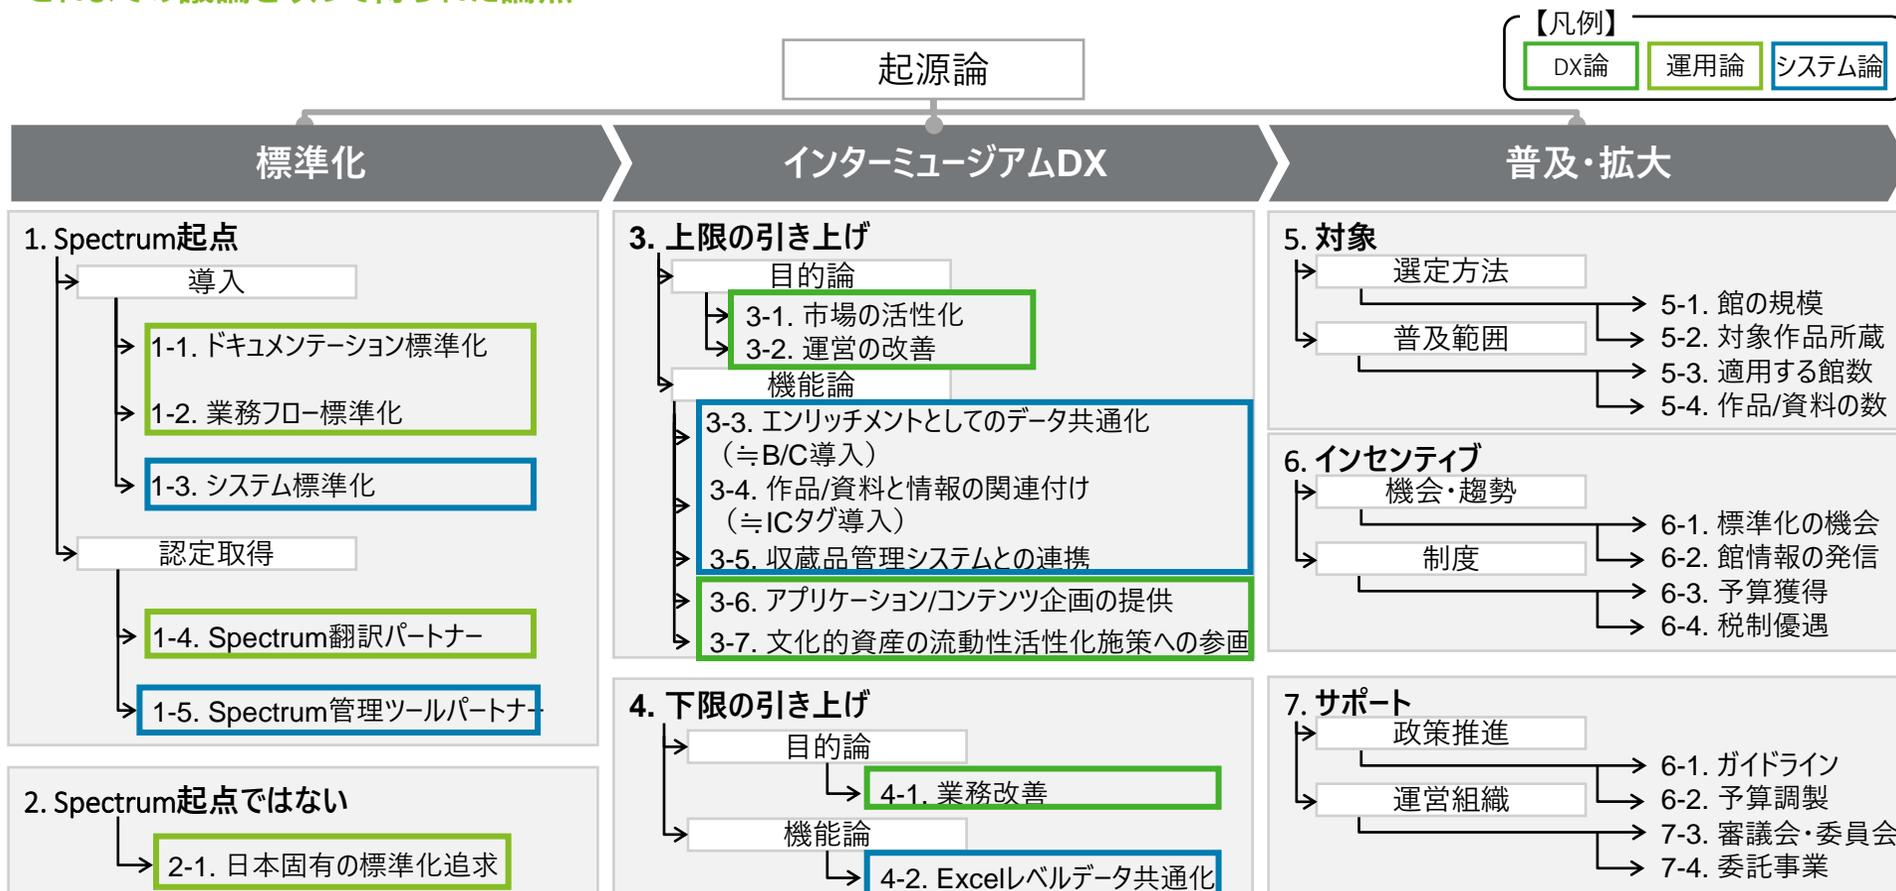 これまでの議論を
【凡例】
DX論
運用論
システム論
起源論
標準化
インターミュージアムDX
普及・拡大
1. Spectrum起点
導入
1-1. ドキュメンテーション標準化
1-2. 業務フロー標準化
1-3. システム標準化
認定取得
1-4. Spectrum翻訳パートナー
1-5. Spectrum管理ツールパートナー
2. Spectrum起点ではない
2-1. 日本固有の標準化追求
3. 上限の引き上げ
目的論
3-1. 市場の活性化
3-2. 運営の改善
機能論
3-3. エンリッチメントとしてのデータ共通化
（≒B/C導入）
3-4. 作品/資料と情報の関連付け
（≒ICタグ導入）
3-5. 収蔵品管理システムとの連携
3-6. アプリケーション/コンテンツ企画の提供
3-7. 文化的資産の流動性活性化施策への参画
4. 下限の引き上げ
目的論
4-1. 業務改善
機能論
4-2. Excelレベルデータ共通化
5. 対象
選定方法
5-1. 館の規模
5-2. 対象作品所蔵
普及範囲
5-3. 適用する館数
5-4. 作品/資料の数
6. インセンティブ
機会・趨勢
6-1. 標準化の機会
6-2. 館情報の発信
制度
6-3. 予算獲得
6-4. 税制優遇
7. サポート
政策推進
6-1. ガイドライン
6-2. 予算調製
運営組織
7-3. 審議会・委員会
7-4. 委託事業